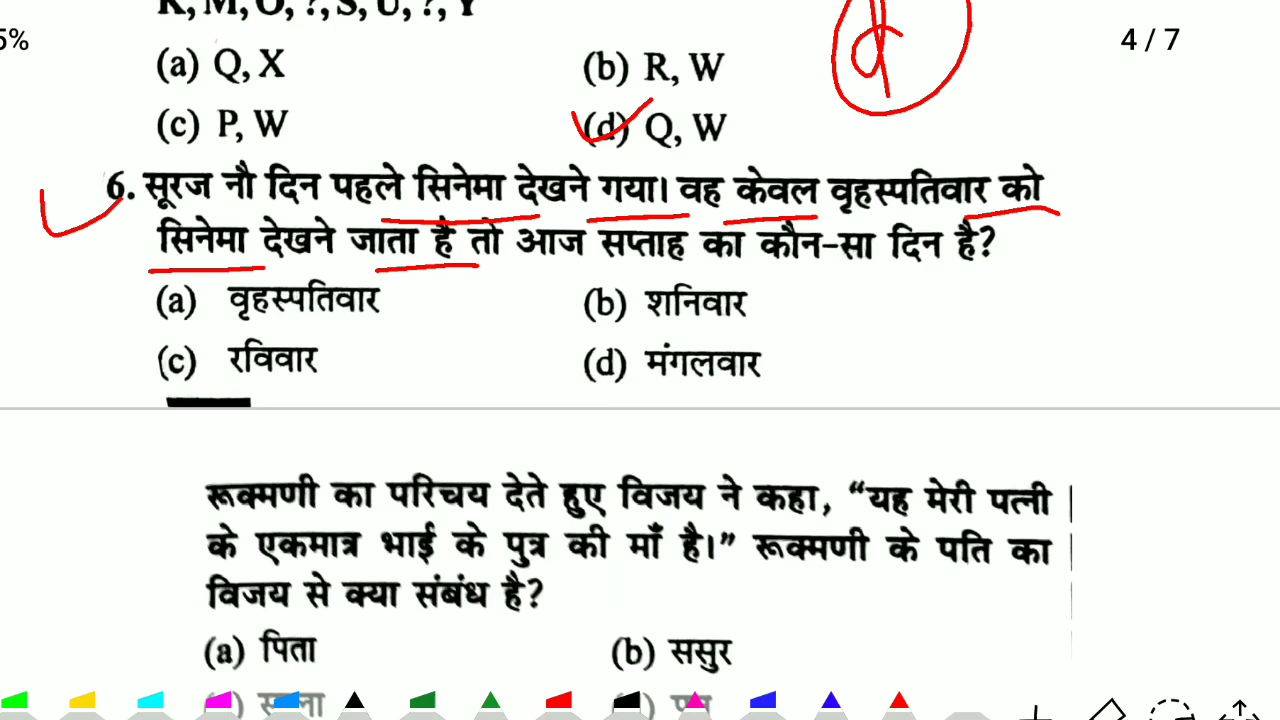 K, M, O, ?, S, U, ?, Y
5%
4 / 7
(a) Q, X (b) R, W
(c) P, W (d) Q, W
6. सूरज नौ दिन पहले सिनेमा देखने गया। वह केवल वृहस्पतिवार को
सिनेमा देखने जाता है तो आज सप्ताह का कौन-सा दिन है?
(a) वृहस्पतिवार (b) शनिवार
(c) रविवार (d) मंगलवार
रूक्मणी का परिचय देते हुए विजय ने कहा, “यह मेरी पत्नी
के एकमात्र भाई के पुत्र की माँ है।” रूक्मणी के पति का
विजय से क्या संबंध है?
(a) पिता (b) ससुर